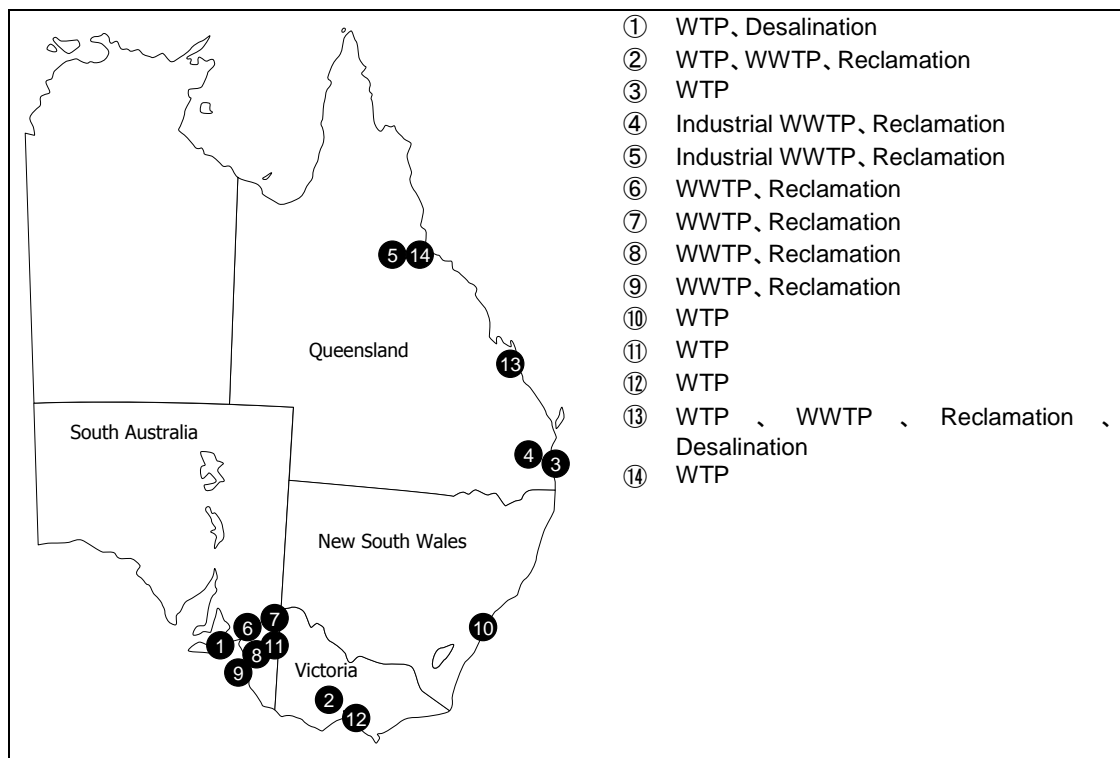 ① WTP、Desalination
② WTP、WWTP、Reclamation
③ WTP
④ Industrial WWTP、Reclamation
⑤ Industrial WWTP、Reclamation
⑥ WWTP、Reclamation
⑦ WWTP、Reclamation
⑧ WWTP、Reclamation
⑨ WWTP、Reclamation
⑩ WTP
⑪ WTP
⑫ WTP
⑬ WTP 、 WWTP 、 Reclamation 、
Desalination
⑭ WTP
5 14
Queensland
13
South Australia
4
3
New South Wales
7
6
10
1
11
8
9
Victoria
2
12